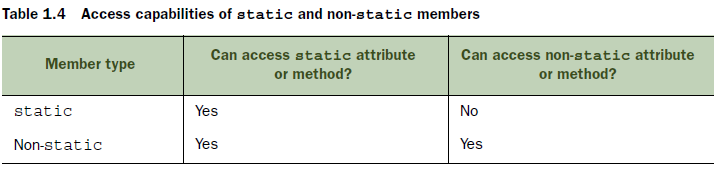 Table 1.4 Access capabilities of static and non-static members
Member type
Can access static attribute
or method?
Can access non-static attribute
or method?
static Yes No
Non-static Yes Yes